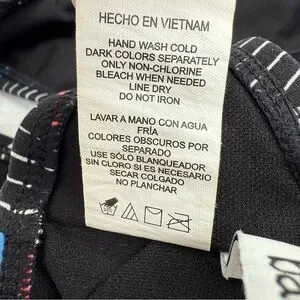 HECHO EN VIETNAM
HAND WASH COLD
DARK COLORS SEPARATELY
ONLY NON-CHLORINE
BLEACH WHEN NEEDED
LINE DRY
DO NOT IRON
LAVAR A MANO CON AGUA
FRÍA
COLORES OBSCUROS POR
SEPARADO
USE SÓLO BLANQUEADOR
SIN CLORO SI ES NECESARIO
SECAR COLGADO
NO PLANCHAR